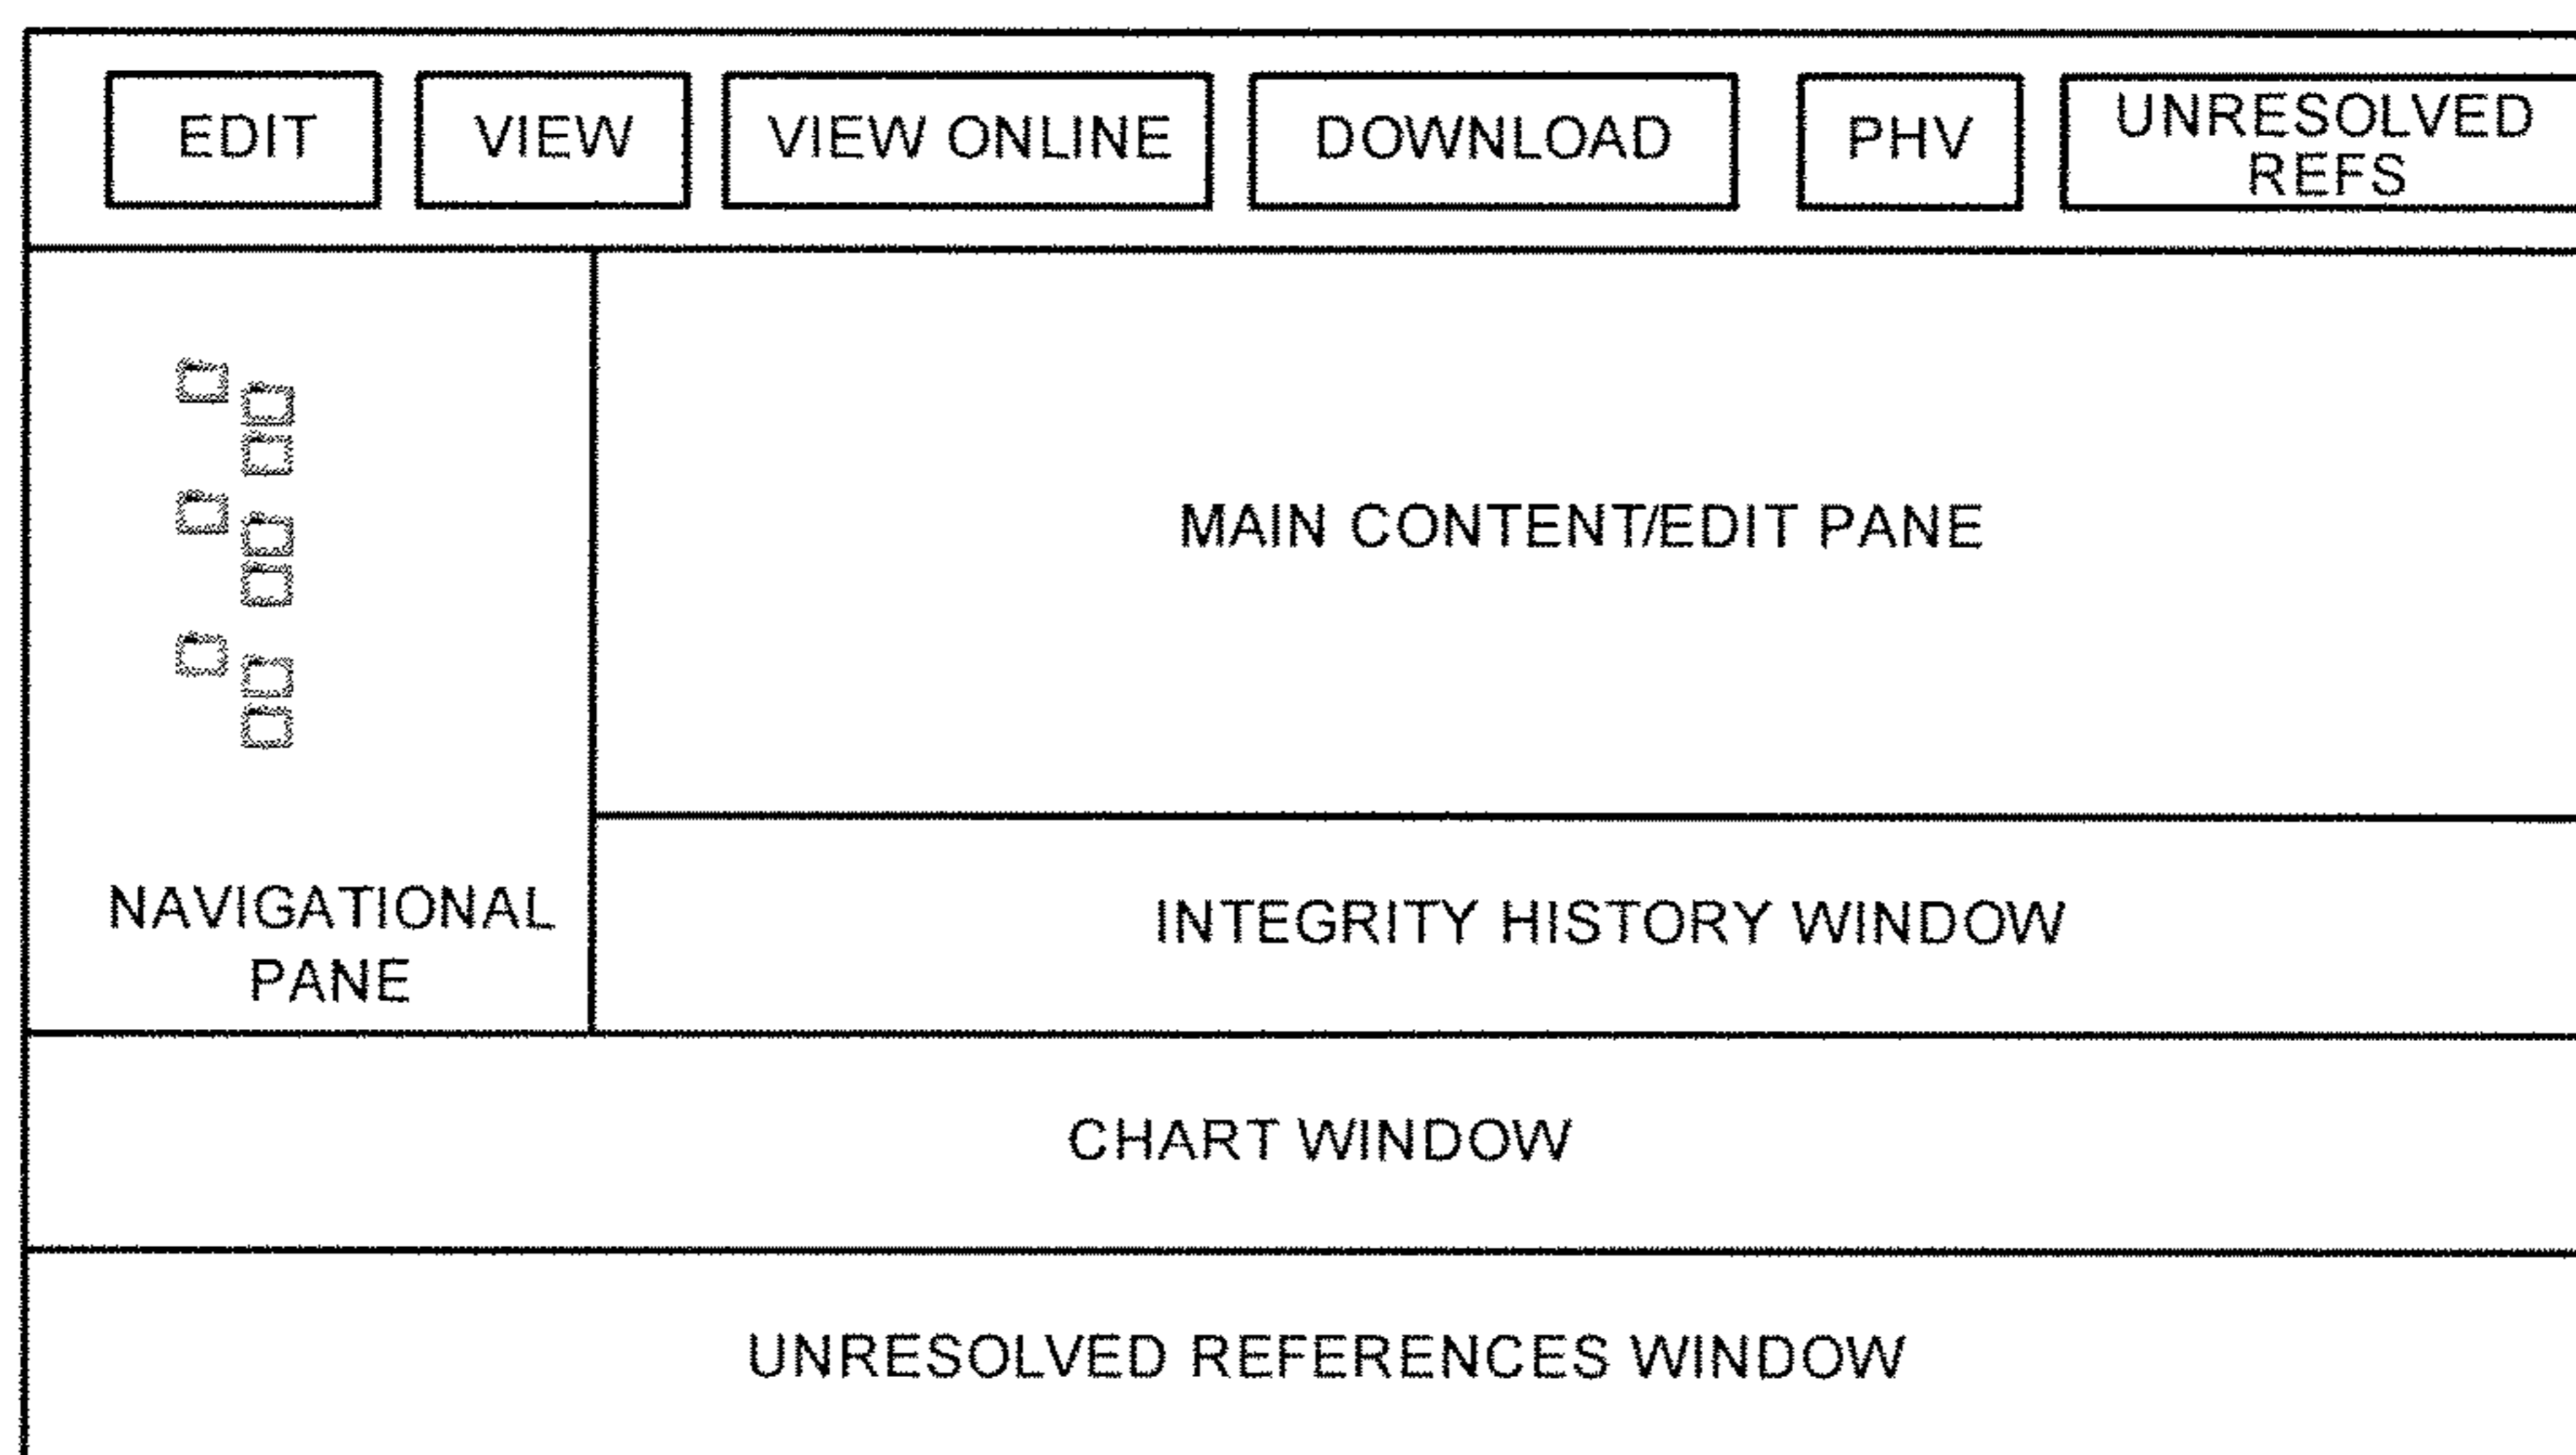 EDIT
VIEW
VIEW ONLINE
DOWNLOAD
PHV
UNRESOLVED
REFS
MAIN CONTENT/EDIT PANE
NAVIGATIONAL
PANE
INTEGRITY HISTORY WINDOW
CHART WINDOW
UNRESOLVED REFERENCES WINDOW